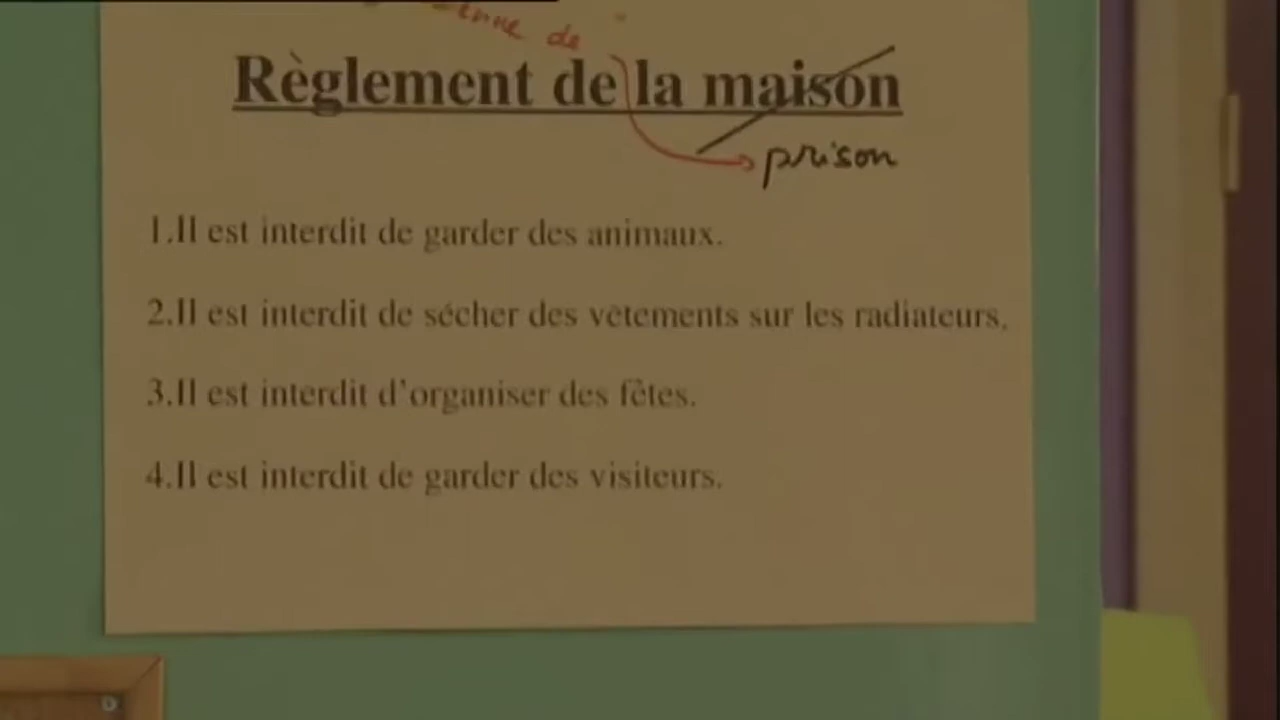 de
Règlement de la maison
prison
1.Il est interdit de garder des animaux.
2.Il est interdit de sécher des vêtements sur les radiateurs.
3.Il est interdit d'organiser des fêtes.
4.Il est interdit de garder des visiteurs.